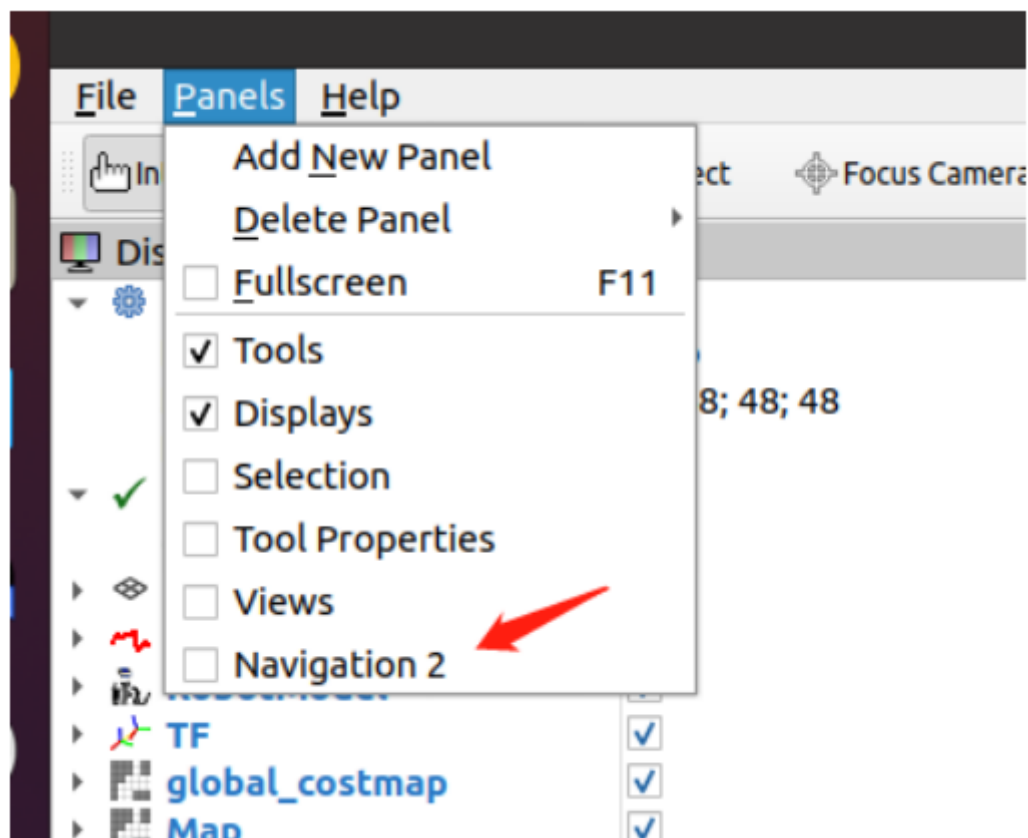 File Panels Help
Add New Panel
Delete Panel
Focus Camera
Fullscreen F11
Tools
Displays
8; 48; 48
Selection
Tool Properties
Views
Navigation 2
TF
global_costmap
Map